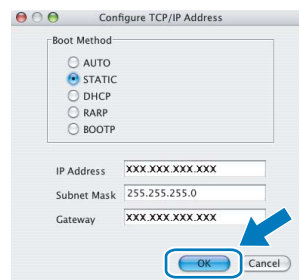 Configure TCP/IP Address
Boot Method
AUTO
STATIC
DHCP
RARP
BOOTP
IP Address XXX.XXX.XXX.XXX
Subnet Mask 255.255.255.0
Gateway XXX.XXX.XXX.XXX
OK Cancel